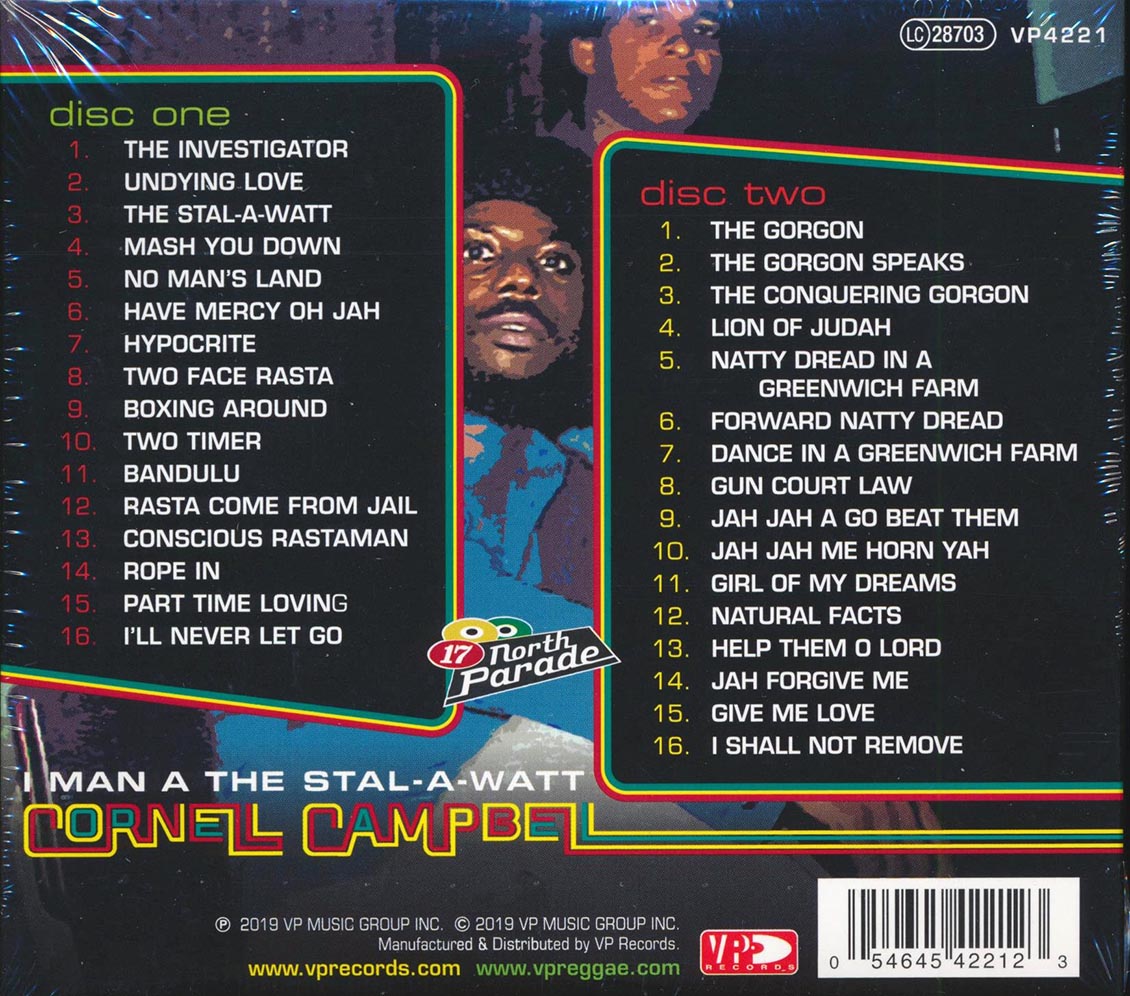 LC 28703 VP4221
disc one
1. THE INVESTIGATOR
2. UNDYING LOVE
3. THE STAL-A-WATT
4. MASH YOU DOWN
5. NO MAN'S LAND
6. HAVE MERCY OH JAH
7. HYPOCRITE
8. TWO FACE RASTA
9. BOXING AROUND
10. TWO TIMER
11. BANDULU
12. RASTA COME FROM JAIL
13. CONSCIOUS RASTAMAN
14. ROPE IN
15. PART TIME LOVING
16. I'LL NEVER LET GO
disc two
1. THE GORGON
2. THE GORGON SPEAKS
3. THE CONQUERING GORGON
4. LION OF JUDAH
5. NATTY DREAD IN A
GREENWICH FARM
6. FORWARD NATTY DREAD
7. DANCE IN A GREENWICH FARM
8. GUN COURT LAW
9. JAH JAH A GO BEAT THEM
10. JAH JAH ME HORN YAH
11. GIRL OF MY DREAMS
12. NATURAL FACTS
13. HELP THEM O LORD
14. JAH FORGIVE ME
15. GIVE ME LOVE
16. I SHALL NOT REMOVE
17 North
Parade
I MAN A THE STAL-A-WATT
CORNELL CAMPBELL
℗ 2019 VP MUSIC GROUP INC. © 2019 VP MUSIC GROUP INC.
Manufactured & Distributed by VP Records.
www.vprecords.com www.vpreggae.com
VP
RECORDS
0 54645 42212 3